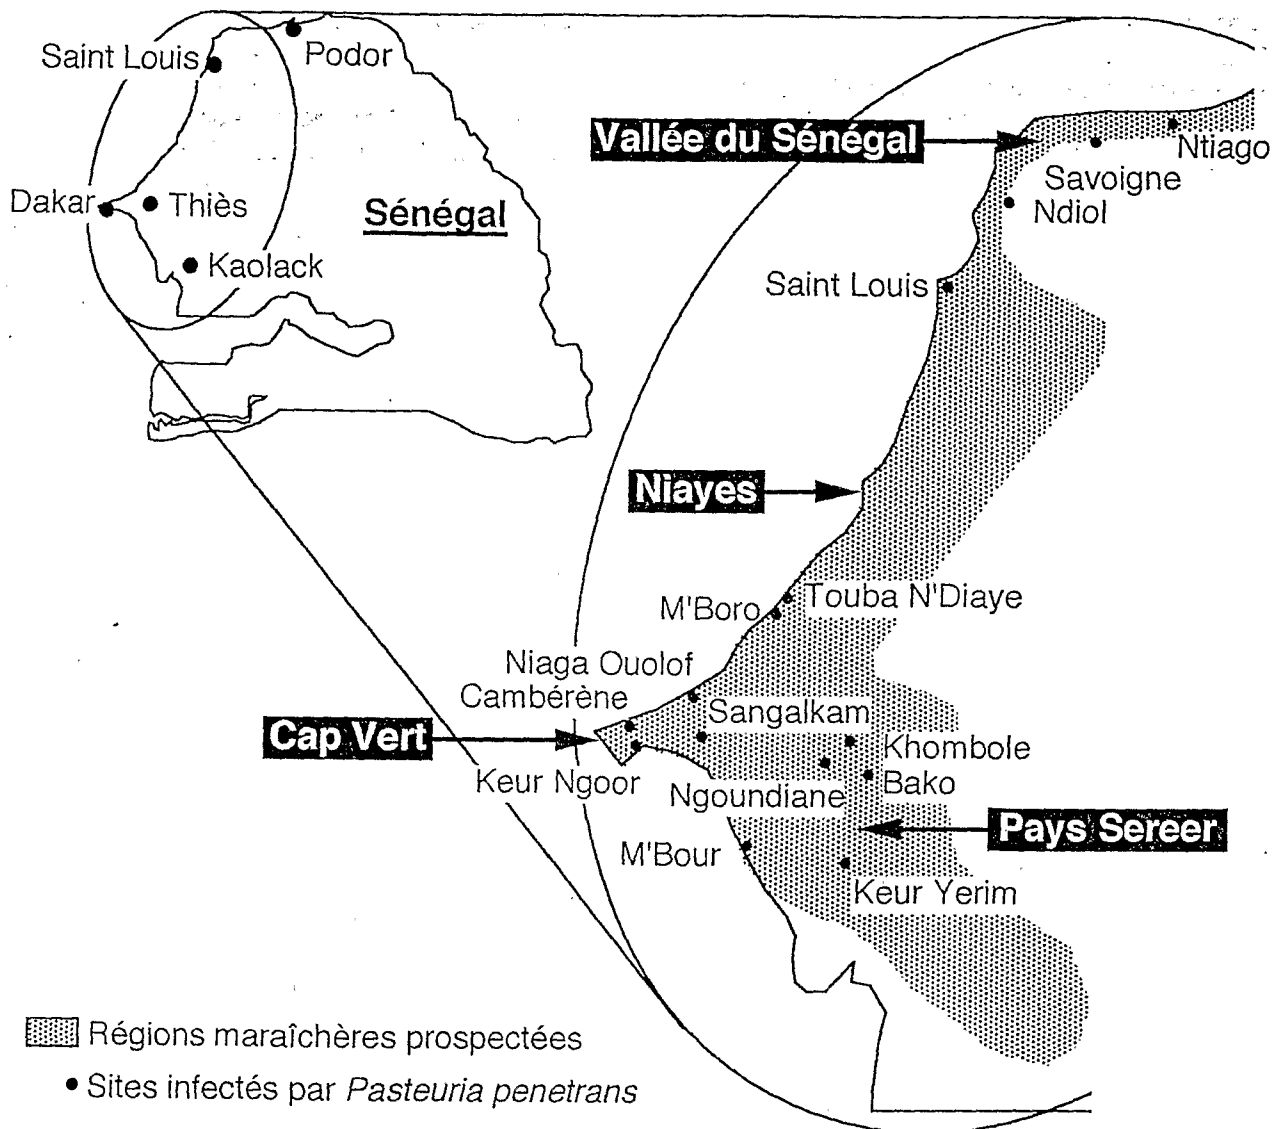 Podor
Saint Louis
Dakar
Thiès
Sénégal
Kaolack
Vallée du Sénégal
Ntiago
Savoigne
Ndiol
Saint Louis
Niayes
Touba N'Diaye
M'Boro
Niaga Ouolof
Cambérène
Sangalkam
Cap Vert
Khombole
Keur Ngoor
Bako
Ngoundiane
Pays Sereer
M'Bour
Keur Yerim
Régions maraîchères prospectées
Sites infectés par Pasteuria penetrans